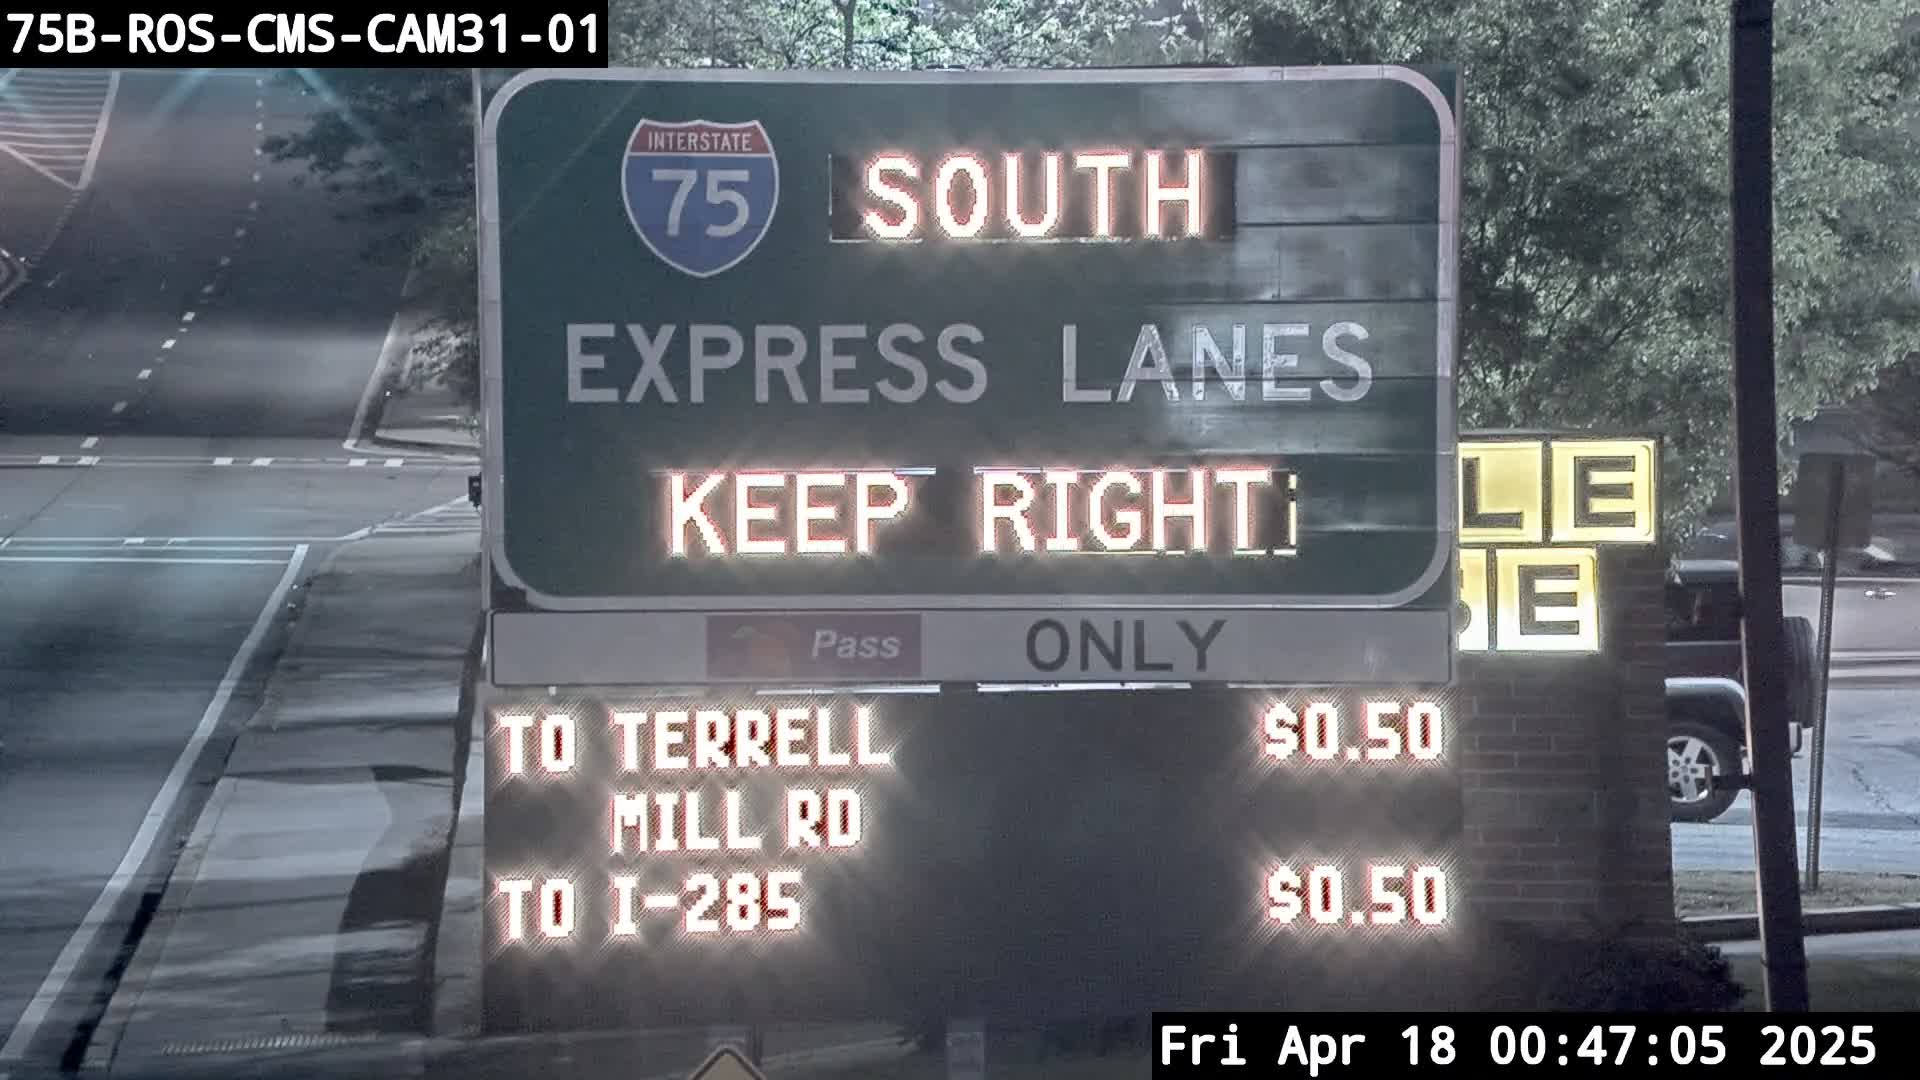 75B-ROS-CMS-CAM31-01
INTERSTATE
75
SOUTH
EXPRESS LANES
KEEP RIGHT
Pass ONLY
LE
E
TO TERRELL $0.50
MILL RD
TO I-285 $0.50
Fri Apr 18 00:47:05 2025